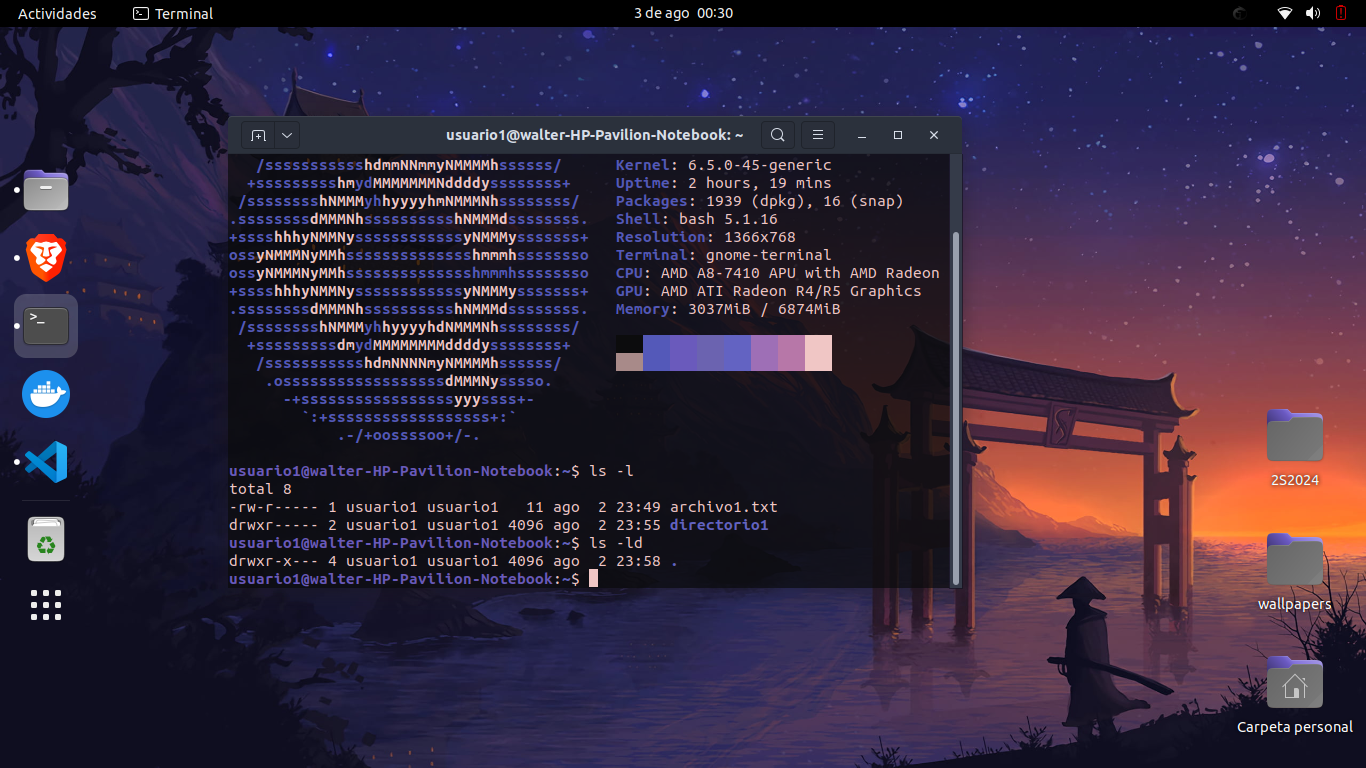 Actividades
Terminal
3 de ago  00:30
usuario1@walter-HP-Pavilion-Notebook: ~
/ssssssssssshdmmNNmmyNMMMMhssssss/   Kernel: 6.5.0-45-generic
+ssssssssshmydMMMMMMMNddddyssssssss+   Uptime: 2 hours, 19 mins
/sssssssshNMMMyhhyyyyhmNMMMNhssssssss/   Packages: 1939 (dpkg), 16 (snap)
.ssssssssdMMMNhsssssssssshNMMMdssssssss.   Shell: bash 5.1.16
+sssshhhyNMMNyssssssssssssyNMMMysssssss+   Resolution: 1366x768
ossyNMMMNyMMhsssssssssssssshmmmhssssssso   Terminal: gnome-terminal
ossyNMMMNyMMhsssssssssssssshmmmhssssssso   CPU: AMD A8-7410 APU with AMD Radeon
+sssshhhyNMMNyssssssssssssyNMMMysssssss+   GPU: AMD ATI Radeon R4/R5 Graphics
.ssssssssdMMMNhsssssssssshNMMMdssssssss.   Memory: 3037MiB / 6874MiB
/sssssssshNMMMyhhyyyyhdNMMMNhssssssss/
+sssssssssdmydMMMMMMMMddddyssssssss+
/ssssssssssshdmNNNNmyNMMMMhssssss/
.ossssssssssssssssssdMMMNysssso.
-+sssssssssssssssssyyyssss+-
`:+ssssssssssssssssss+:`
.-/+oossssoo+/-.
usuario1@walter-HP-Pavilion-Notebook:~$ ls -l
total 8
-rw-r----- 1 usuario1 usuario1   11 ago  2 23:49 archivo1.txt
drwxr----- 2 usuario1 usuario1 4096 ago  2 23:55 directorio1
usuario1@walter-HP-Pavilion-Notebook:~$ ls -ld
drwxr-x--- 4 usuario1 usuario1 4096 ago  2 23:58 .
usuario1@walter-HP-Pavilion-Notebook:~$
2S2024
wallpapers
Carpeta personal